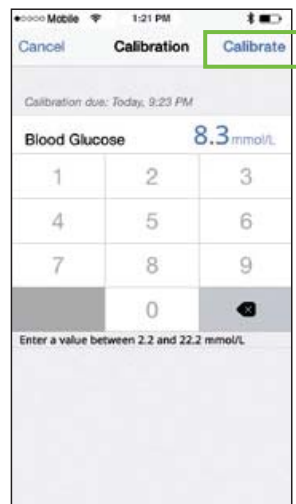 Mobile 1:21 PM
Cancel Calibration Calibrate
Calibration due: Today, 9:23 PM
Blood Glucose 8.3 mmol/L
1 2 3
4 5 6
7 8 9
0
Enter a value between 2.2 and 22.2 mmol/L